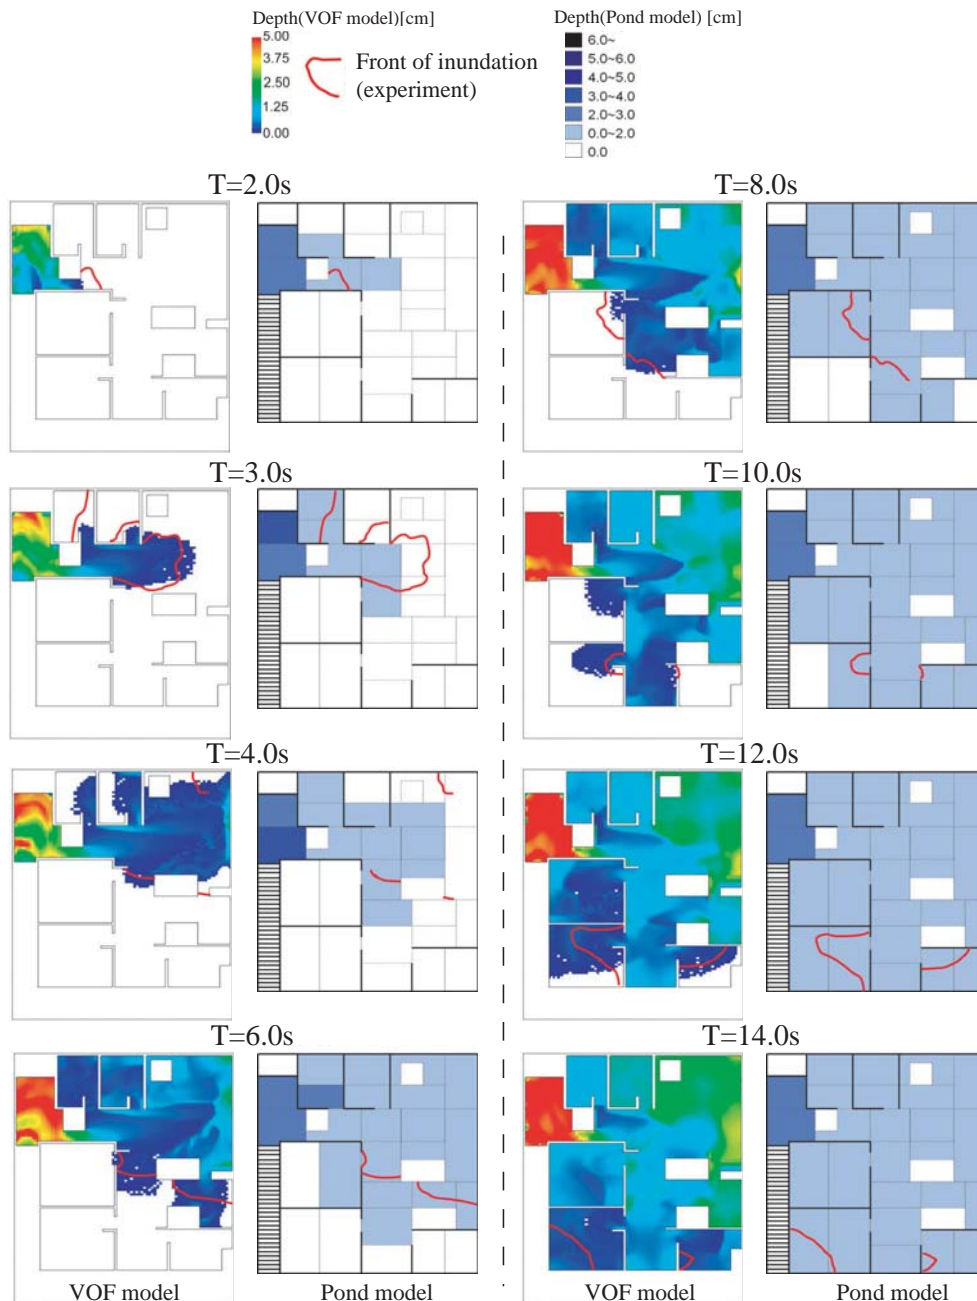 Depth(VOF model)[cm]
5.00
3.75
2.50
1.25
0.00
Front of inundation
(experiment)
Depth(Pond model) [cm]
6.0~
5.0~6.0
4.0~5.0
3.0~4.0
2.0~3.0
0.0~2.0
0.0
T=2.0s
T=8.0s
T=3.0s
T=10.0s
T=4.0s
T=12.0s
T=6.0s
T=14.0s
VOF model
Pond model
VOF model
Pond model